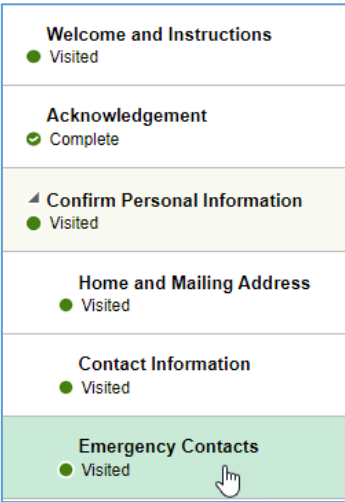 Welcome and Instructions
Visited
Acknowledgement
Complete
Confirm Personal Information
Visited
Home and Mailing Address
Visited
Contact Information
Visited
Emergency Contacts
Visited